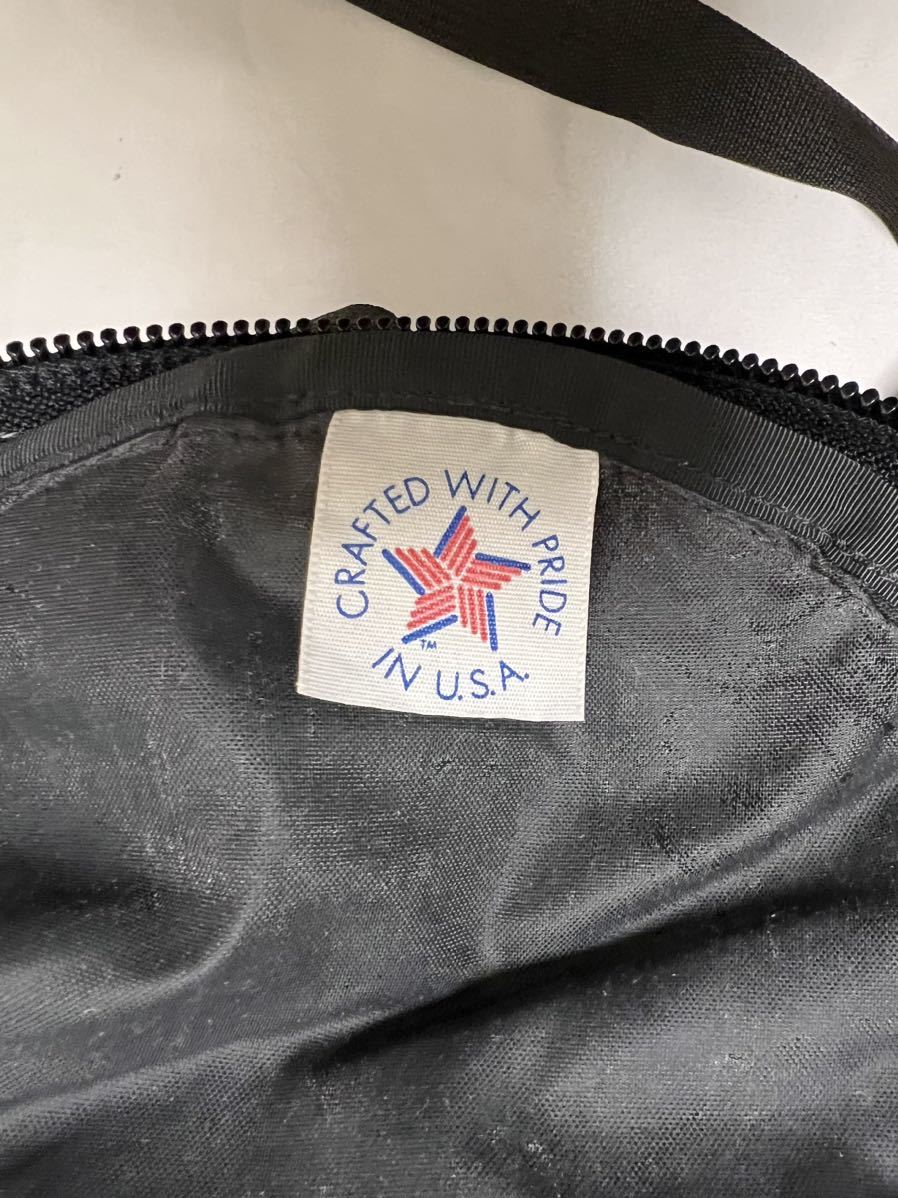 CRAFTED WITH PRIDE
IN U.S.A.
™